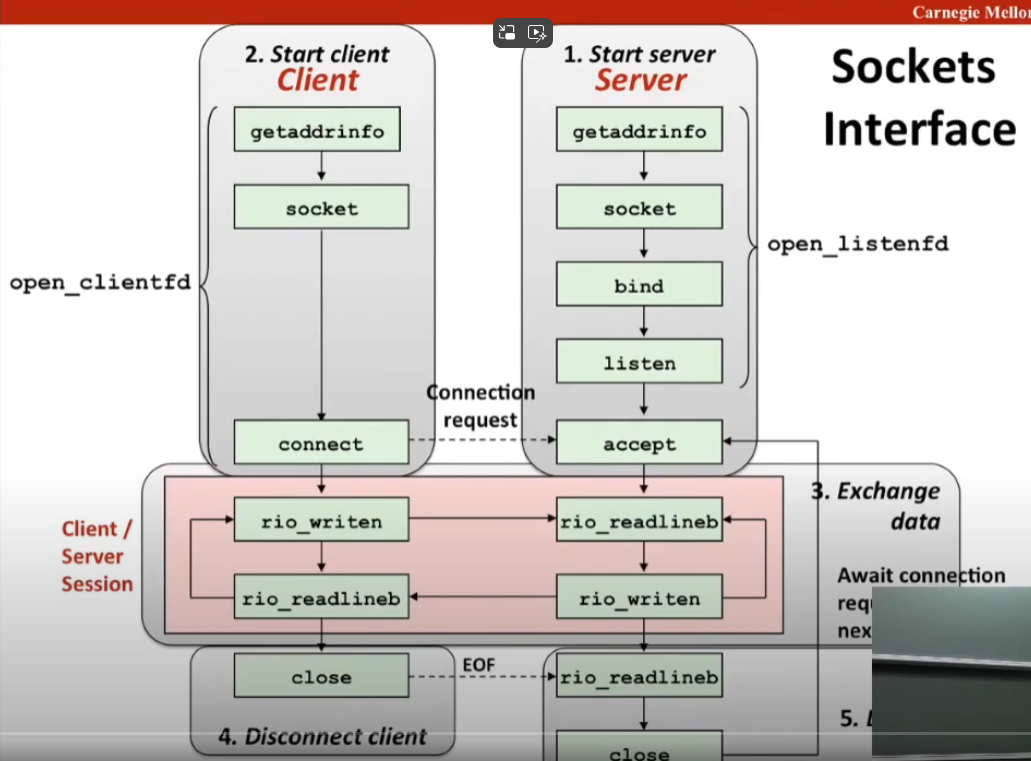 Carnegie Mellon
Sockets
Interface
2. Start client
Client
getaddrinfo
socket
open_clientfd
connect
1. Start server
Server
getaddrinfo
socket
bind
listen
open_listenfd
Connection
request
accept
3. Exchange
data
Client /
Server
Session
rio_writen
rio_readlineb
rio_readlineb
rio_writen
Await connection
close
EOF
rio_readlineb
4. Disconnect client
5.
close